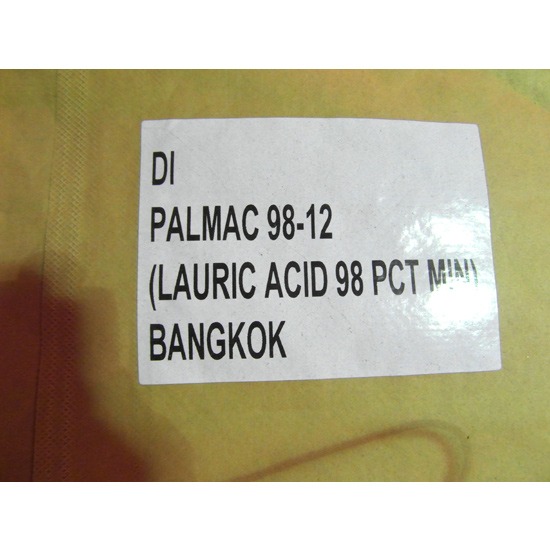 DI
PALMAC 98-12
(LAURIC ACID 98 PCT MIN)
BANGKOK